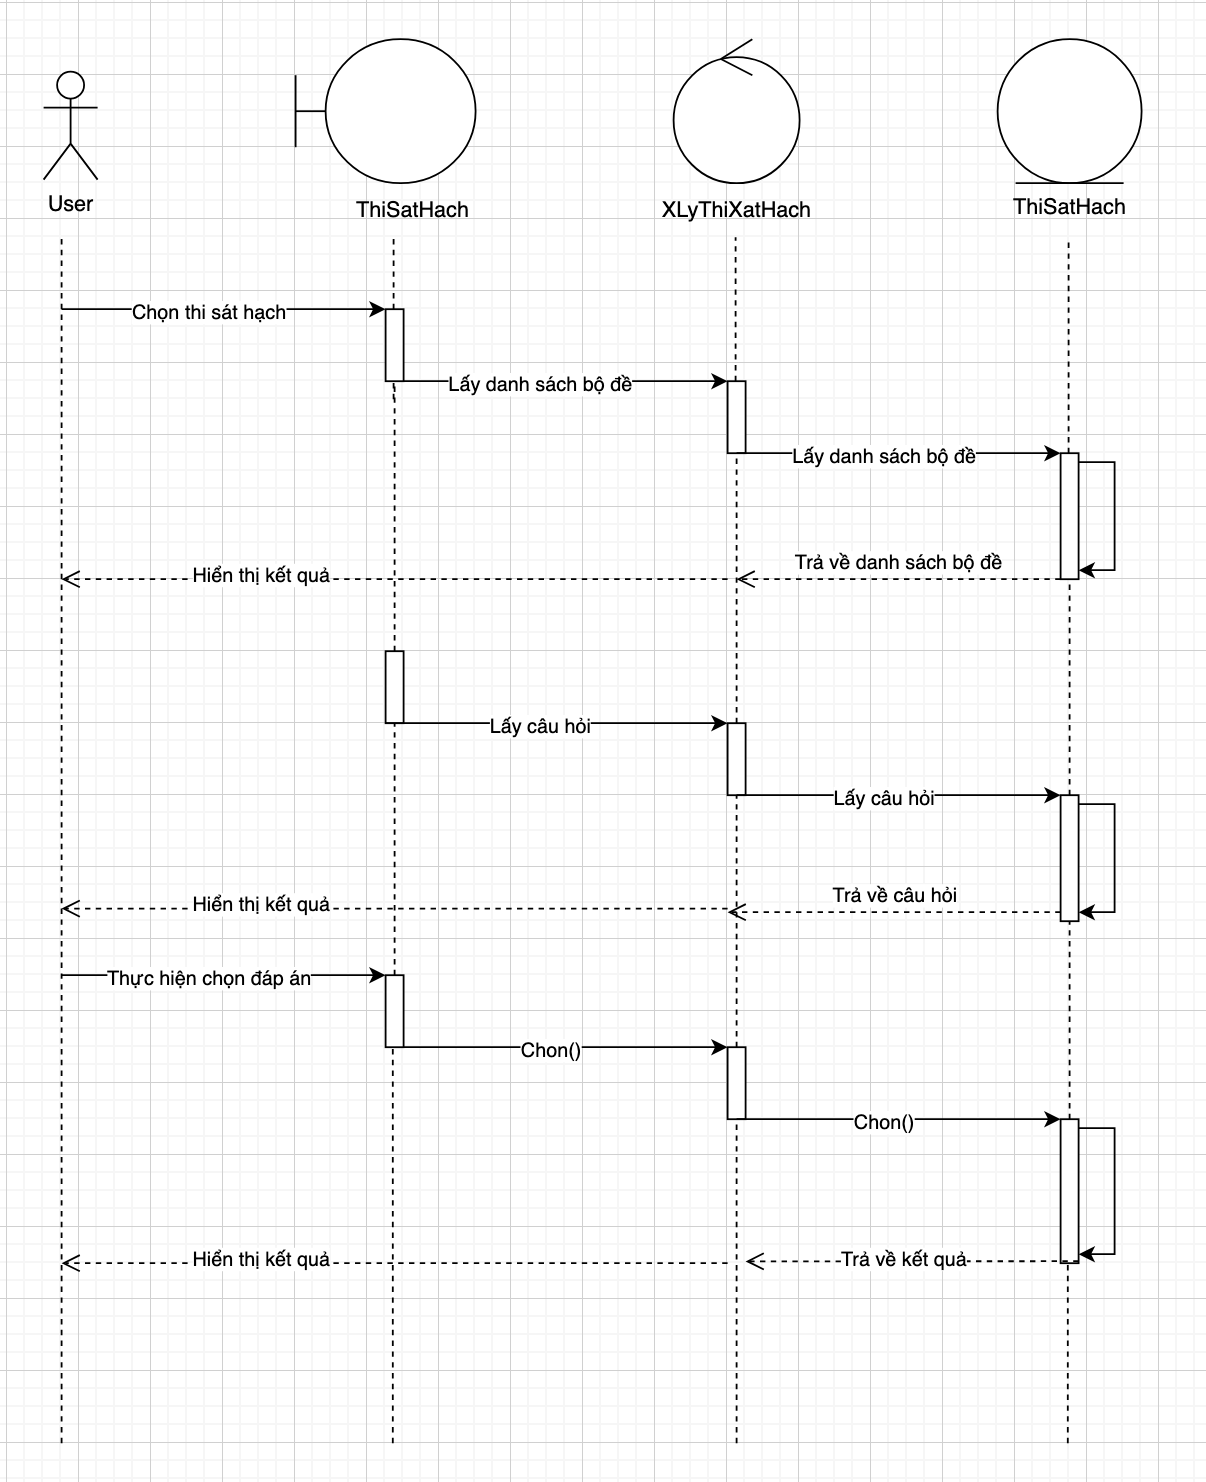 User
ThiSatHach
XLyThiXatHach
ThiSatHach
Chọn thi sát hạch
Lấy danh sách bộ đề
Lấy danh sách bộ đề
Trả về danh sách bộ đề
Hiển thị kết quả
Lấy câu hỏi
Lấy câu hỏi
Trả về câu hỏi
Hiển thị kết quả
Thực hiện chọn đáp án
Chon()
Chon()
Trả về kết quả
Hiển thị kết quả